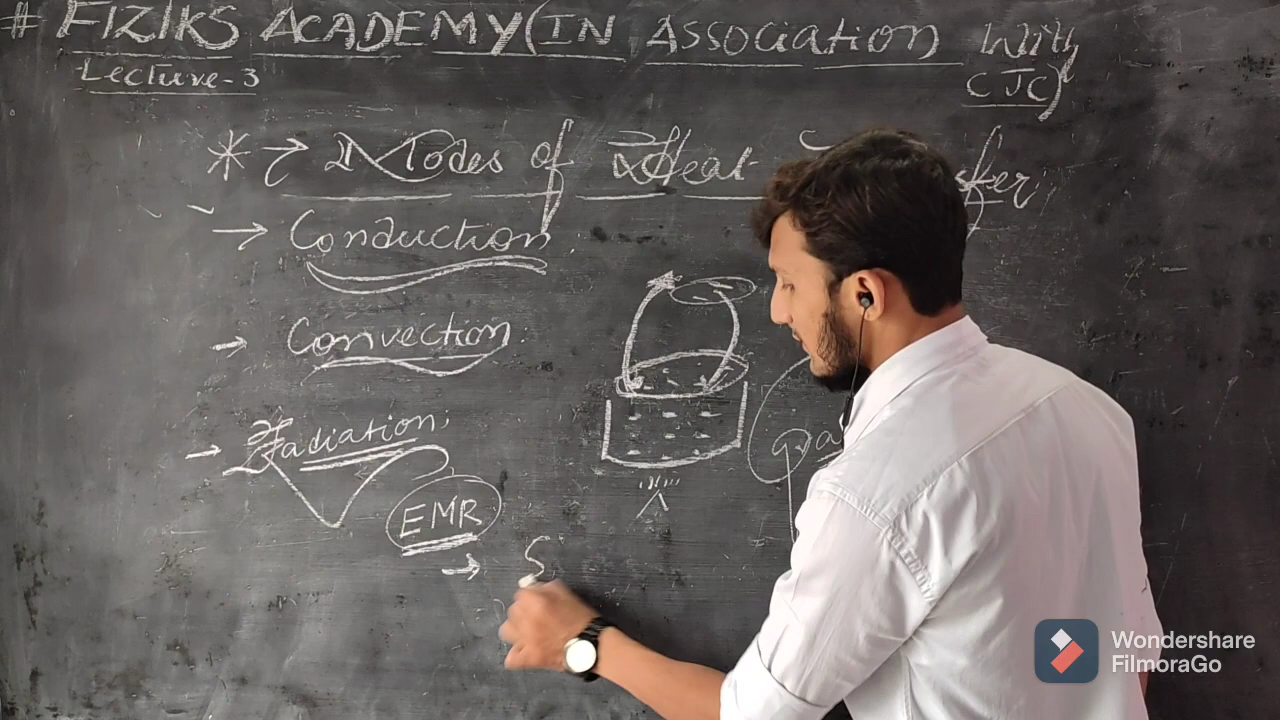 # FIZIKS ACADEMY (IN ASSOCIATION With
CJC)
Lecture-3
* → Modes of Heat
→ Conduction
→ Convection
→ Radiation
EMR
→ S
Wondershare
FilmoraGo